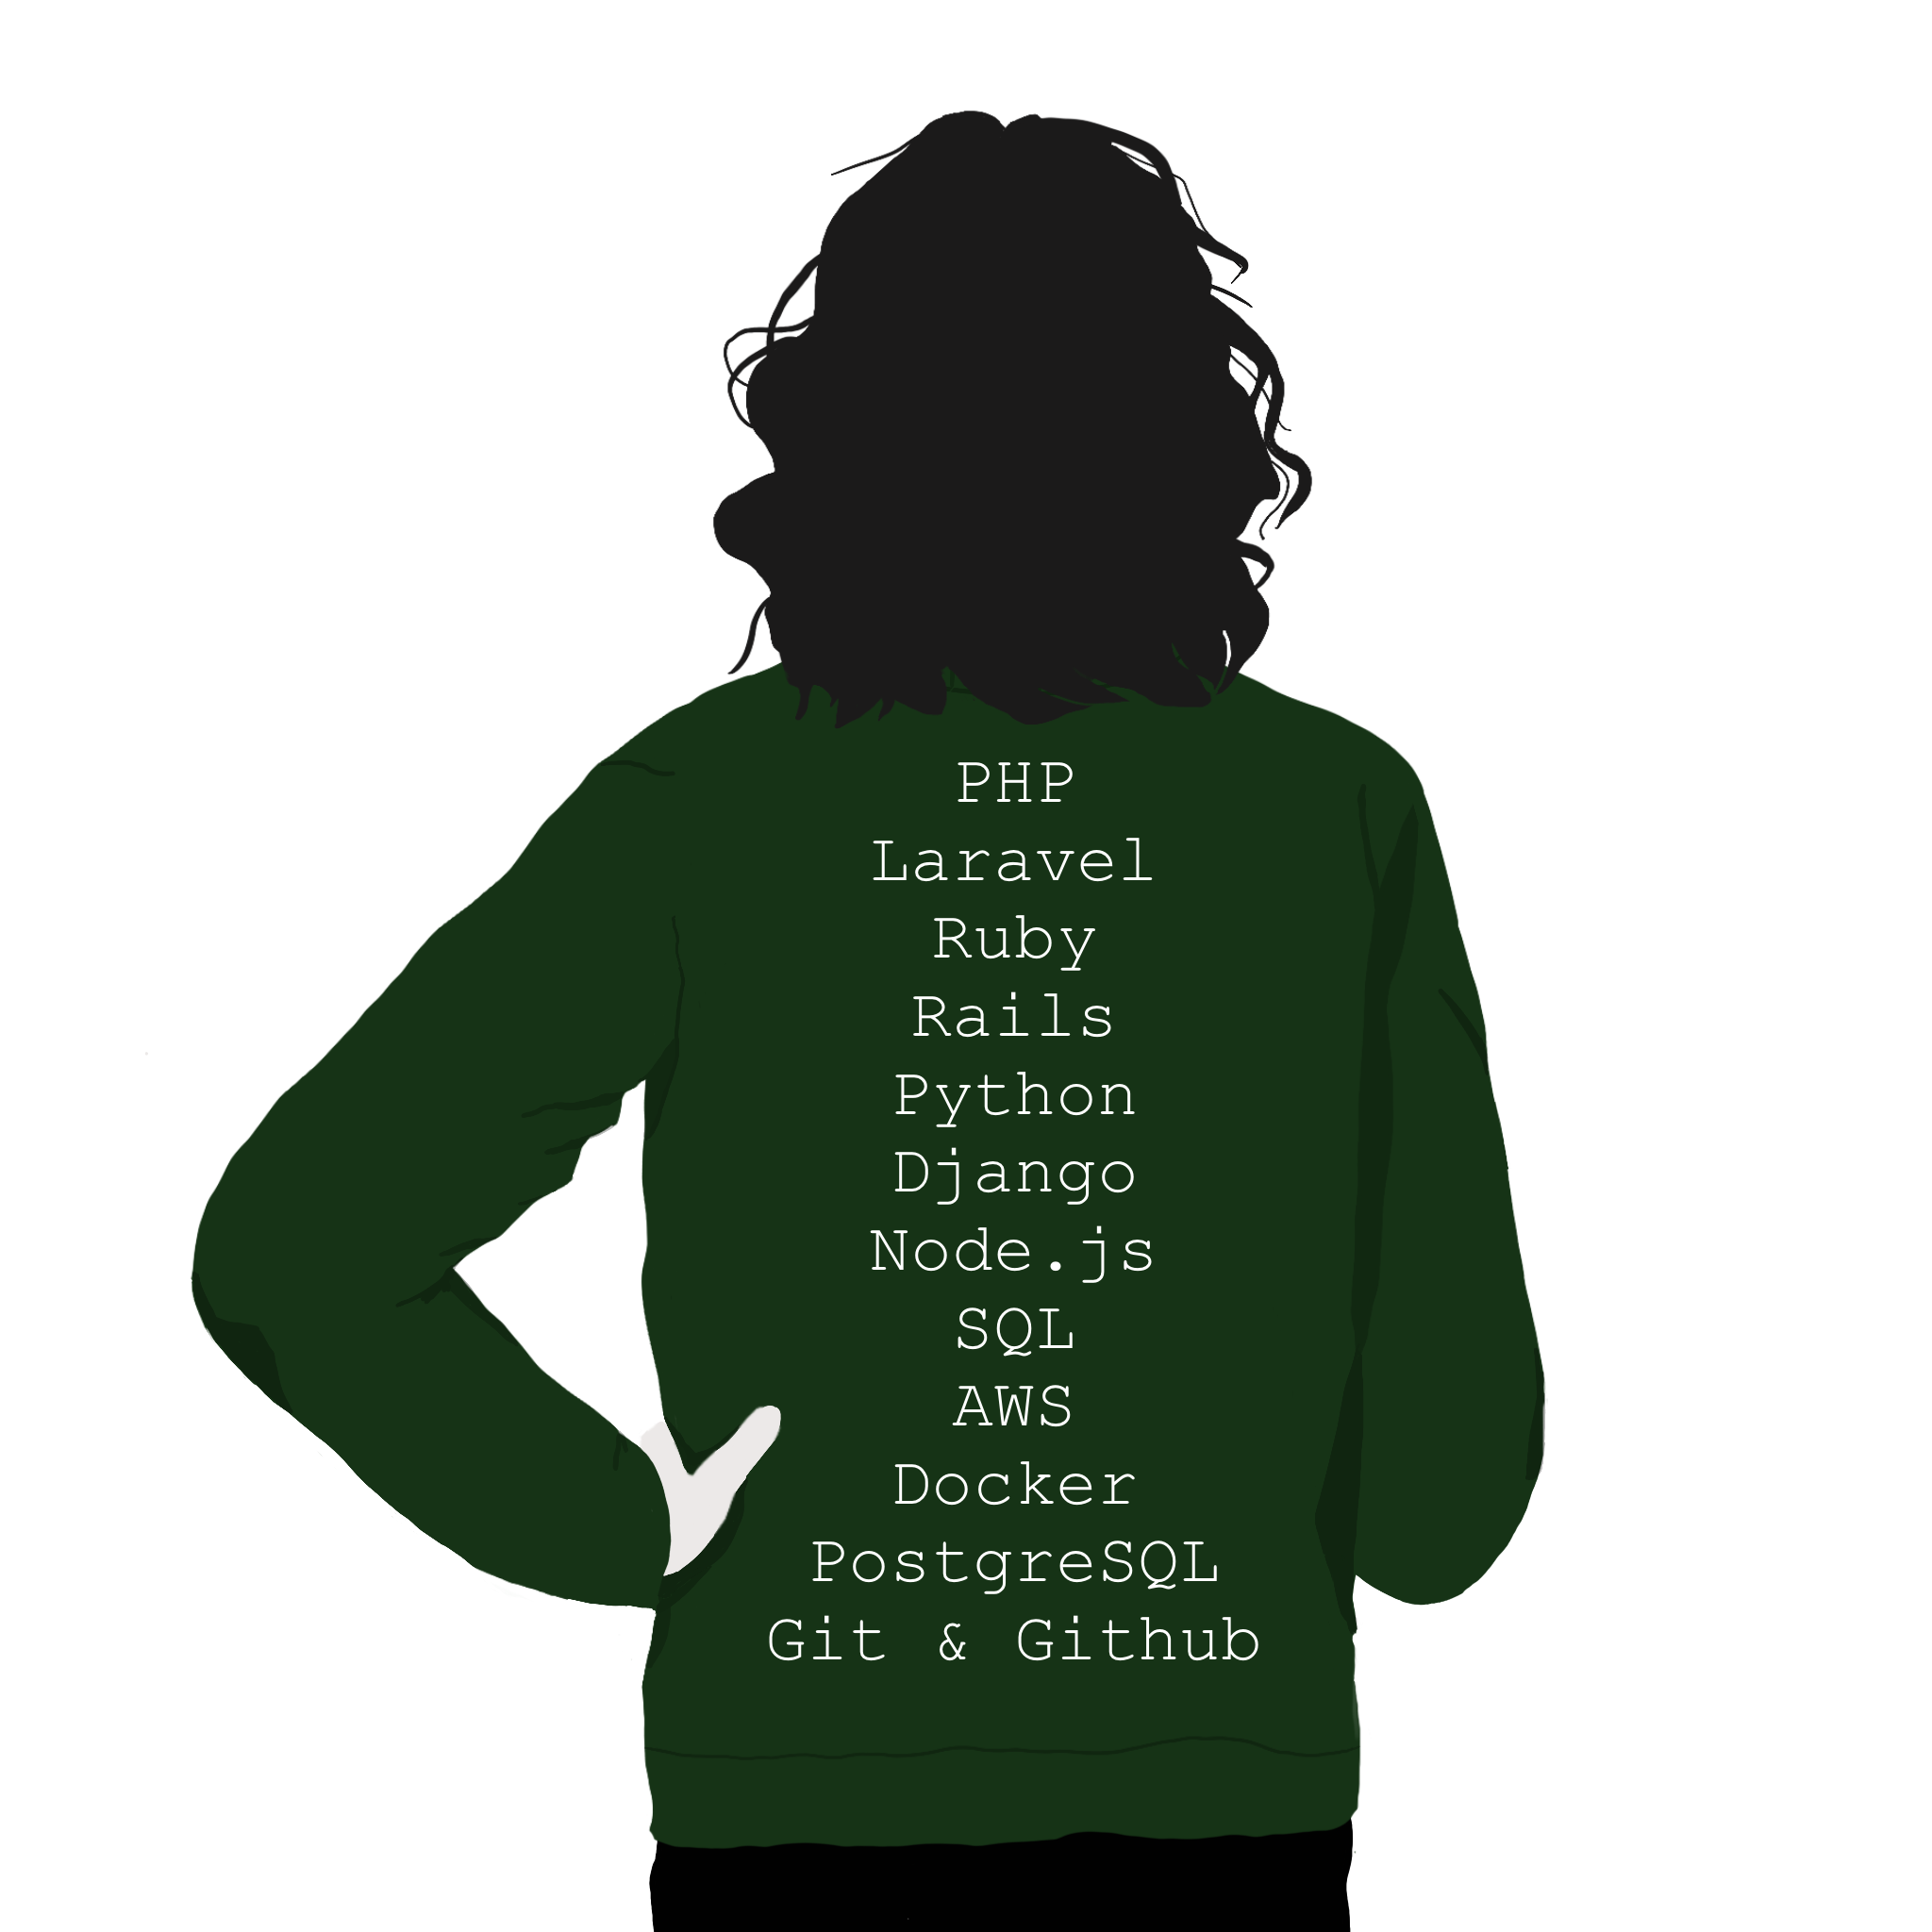 PHP
Laravel
Ruby
Rails
Python
Django
Node.js
SQL
AWS
Docker
PostgreSQL
Git & Github